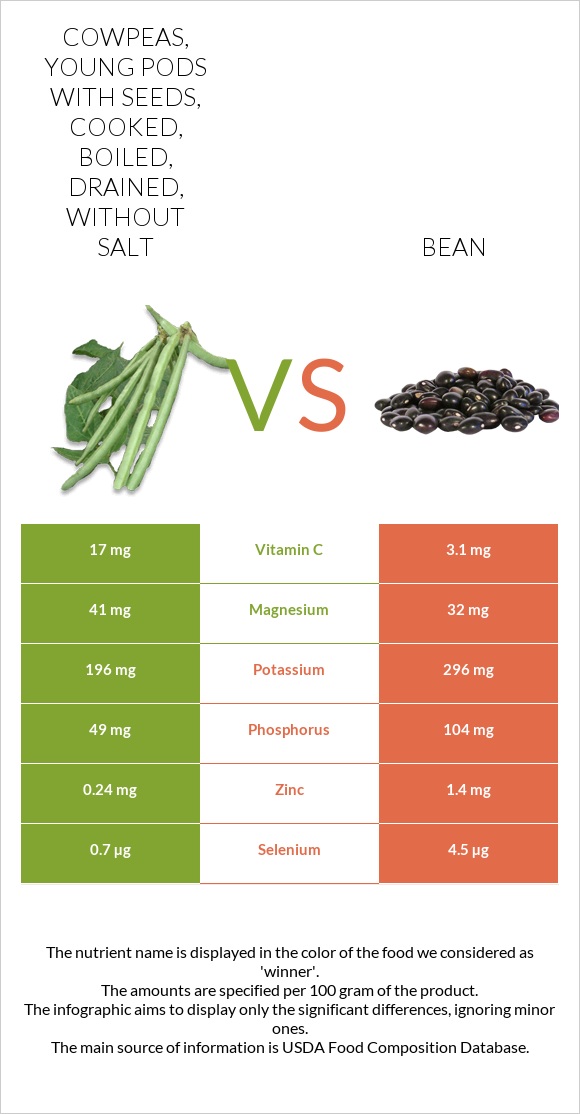 COWPEAS,
YOUNG PODS
WITH SEEDS,
COOKED,
BOILED,
DRAINED,
WITHOUT
SALT
BEAN
VS
17 mg Vitamin C 3.1 mg
41 mg Magnesium 32 mg
196 mg Potassium 296 mg
49 mg Phosphorus 104 mg
0.24 mg Zinc 1.4 mg
0.7 µg Selenium 4.5 µg
The nutrient name is displayed in the color of the food we considered as
'winner'.
The amounts are specified per 100 gram of the product.
The infographic aims to display only the significant differences, ignoring minor
ones.
The main source of information is USDA Food Composition Database.